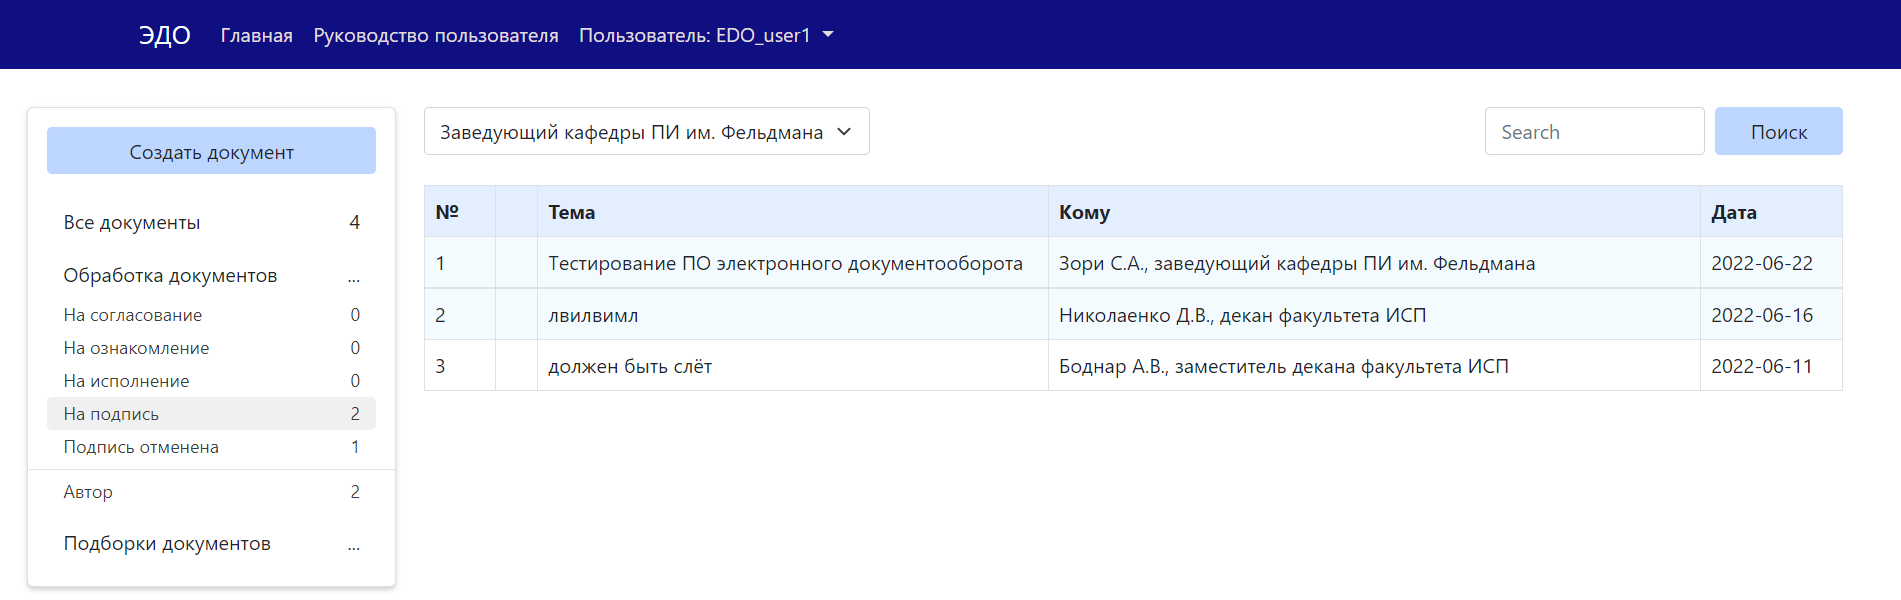 ЭДО Главная Руководство пользователя Пользователь: EDO_user1
Создать документ
Все документы 4
Обработка документов ...
На согласование 0
На ознакомление 0
На исполнение 0
На подпись 2
Подпись отменена 1
Автор 2
Подборки документов ...
Заведующий кафедры ПИ им. Фельдмана Search Поиск
№ Тема Кому Дата
1 Тестирование ПО электронного документооборота Зори С.А., заведующий кафедры ПИ им. Фельдмана 2022-06-22
2 лвилвимл Николаенко Д.В., декан факультета ИСП 2022-06-16
3 должен быть слёт Боднар А.В., заместитель декана факультета ИСП 2022-06-11